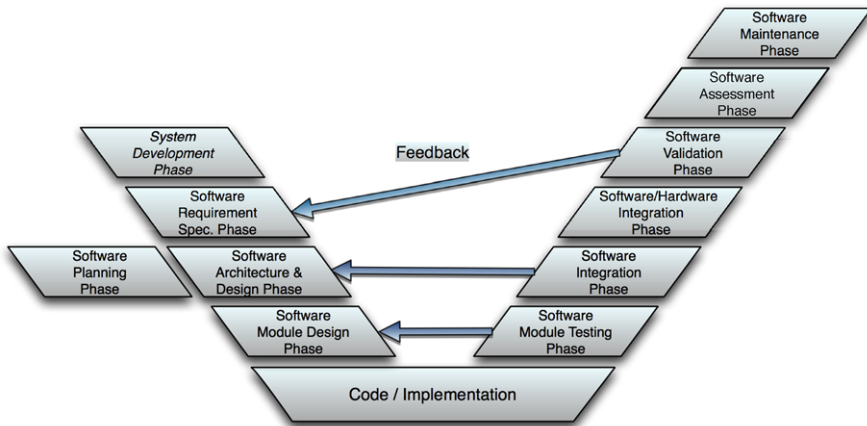 Software
Maintenance
Phase
Software
Assessment
Phase
System
Development
Phase
Feedback
Software
Validation
Phase
Software
Requirement
Spec. Phase
Software/Hardware
Integration
Phase
Software
Planning
Phase
Software
Architecture &
Design Phase
Software
Integration
Phase
Software
Module Design
Phase
Software
Module Testing
Phase
Code / Implementation